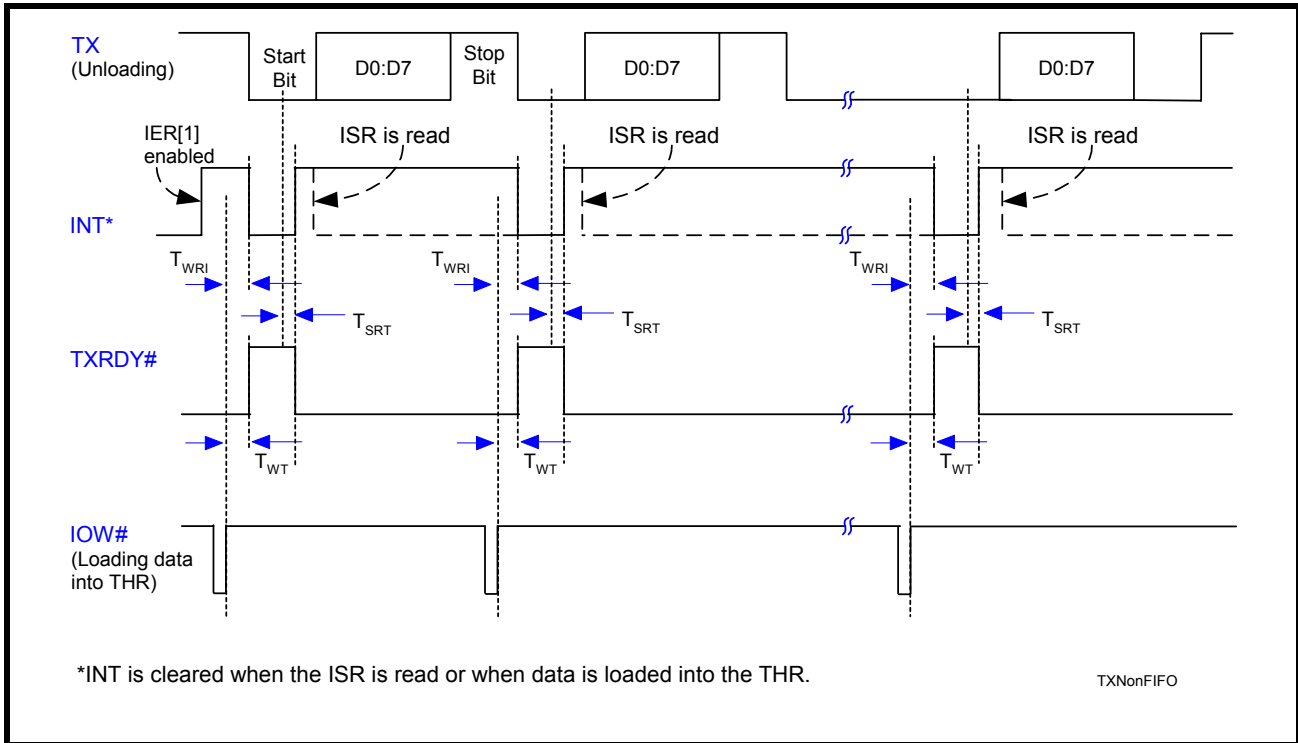 TX
(Unloading)
Start
Bit
D0:D7
Stop
Bit
D0:D7
D0:D7
IER[1]
enabled
ISR is read
ISR is read
ISR is read
INT*
TWRI
TWRI
TWRI
TSRT
TSRT
TSRT
TXRDY#
TWT
TWT
TWT
IOW#
(Loading data
into THR)
*INT is cleared when the ISR is read or when data is loaded into the THR.
TXNonFIFO